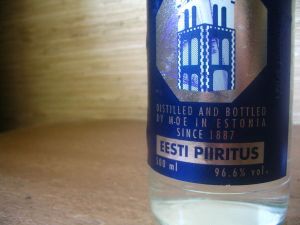 DISTILLED AND BOTTLED
BY MOE IN ESTONIA
SINCE 1887
EESTI PIIRITUS
500 ml 96.6% vol.